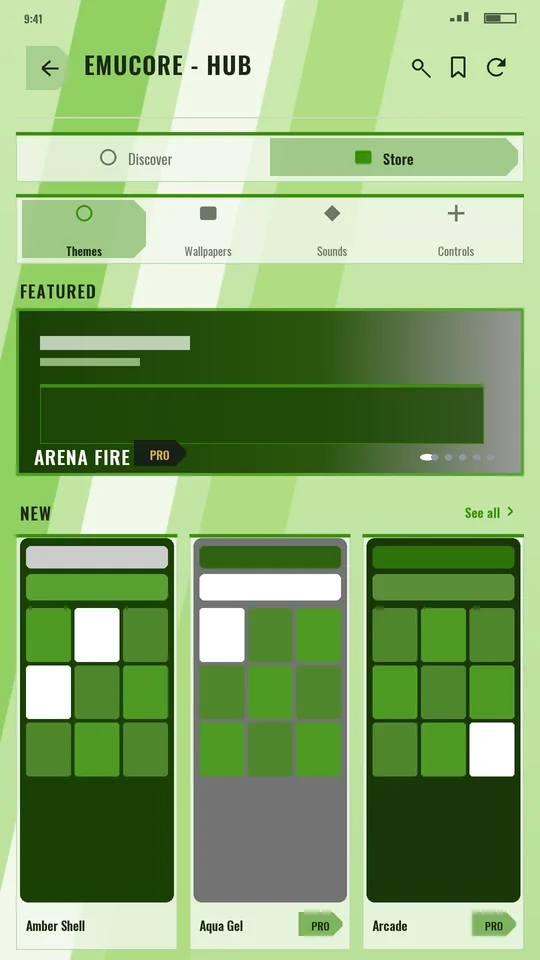 9:41
EMUCORE - HUB
Discover
Store
Themes
Wallpapers
Sounds
Controls
FEATURED
ARENA FIRE
PRO
NEW
See all
Amber Shell
Aqua Gel
PRO
Arcade
PRO